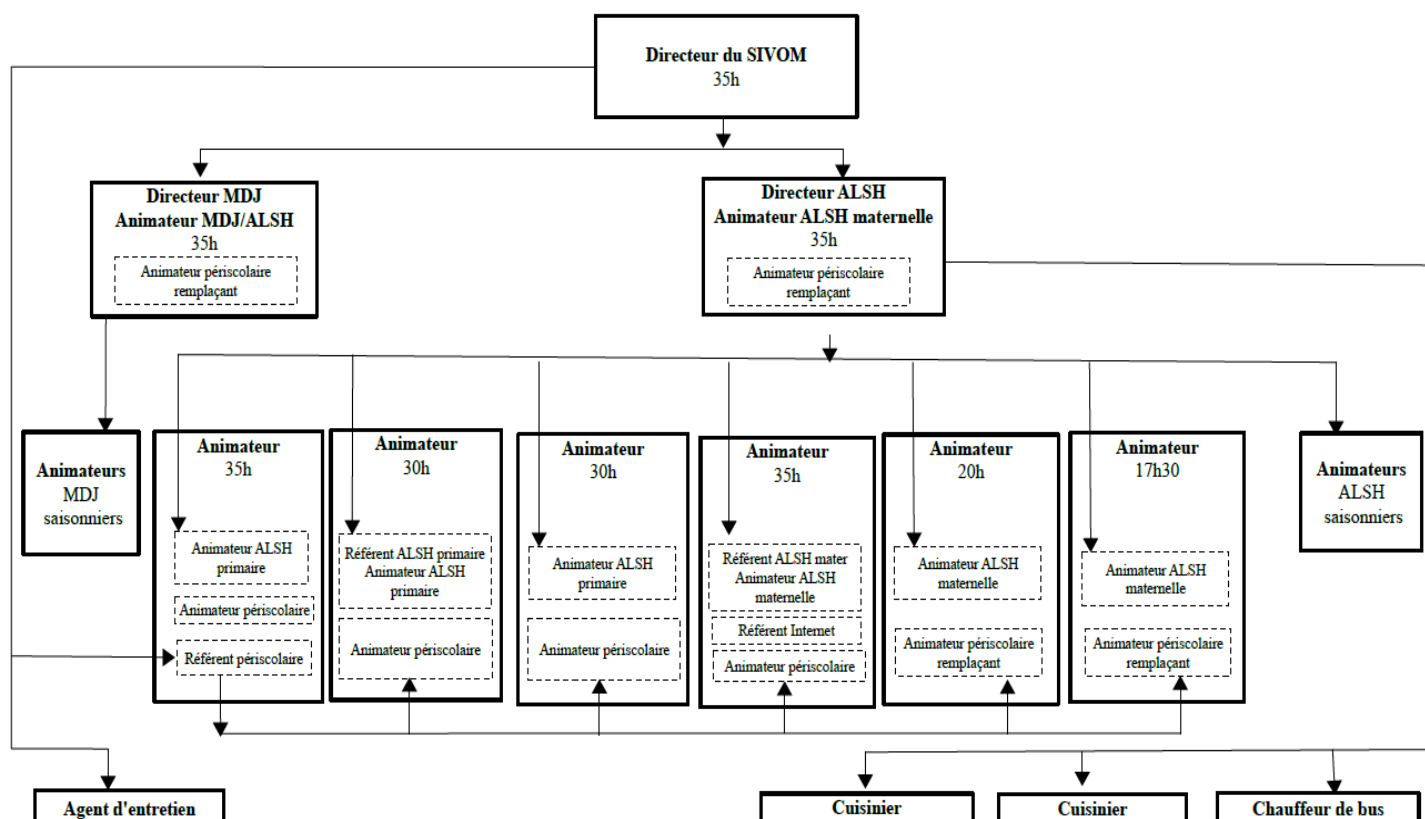 Directeur du SIVOM
35h
Directeur MDJ
Animateur MDJ/ALSH
35h
Animateur périscolaire
remplaçant
Directeur ALSH
Animateur ALSH maternelle
35h
Animateur périscolaire
remplaçant
Animateurs
MDJ
saisonniers
Animateur
35h
Animateur ALSH
primaire
Animateur périscolaire
Référent périscolaire
Animateur
30h
Référent ALSH primaire
Animateur ALSH
primaire
Animateur périscolaire
Animateur
30h
Animateur ALSH
primaire
Animateur périscolaire
Animateur
35h
Référent ALSH mater
Animateur ALSH
maternelle
Référent Internet
Animateur périscolaire
Animateur
20h
Animateur ALSH
maternelle
Animateur périscolaire
remplaçant
Animateur
17h30
Animateur ALSH
maternelle
Animateur périscolaire
remplaçant
Animateurs
ALSH
saisonniers
Agent d'entretien
Cuisinier
Cuisinier
Chauffeur de bus